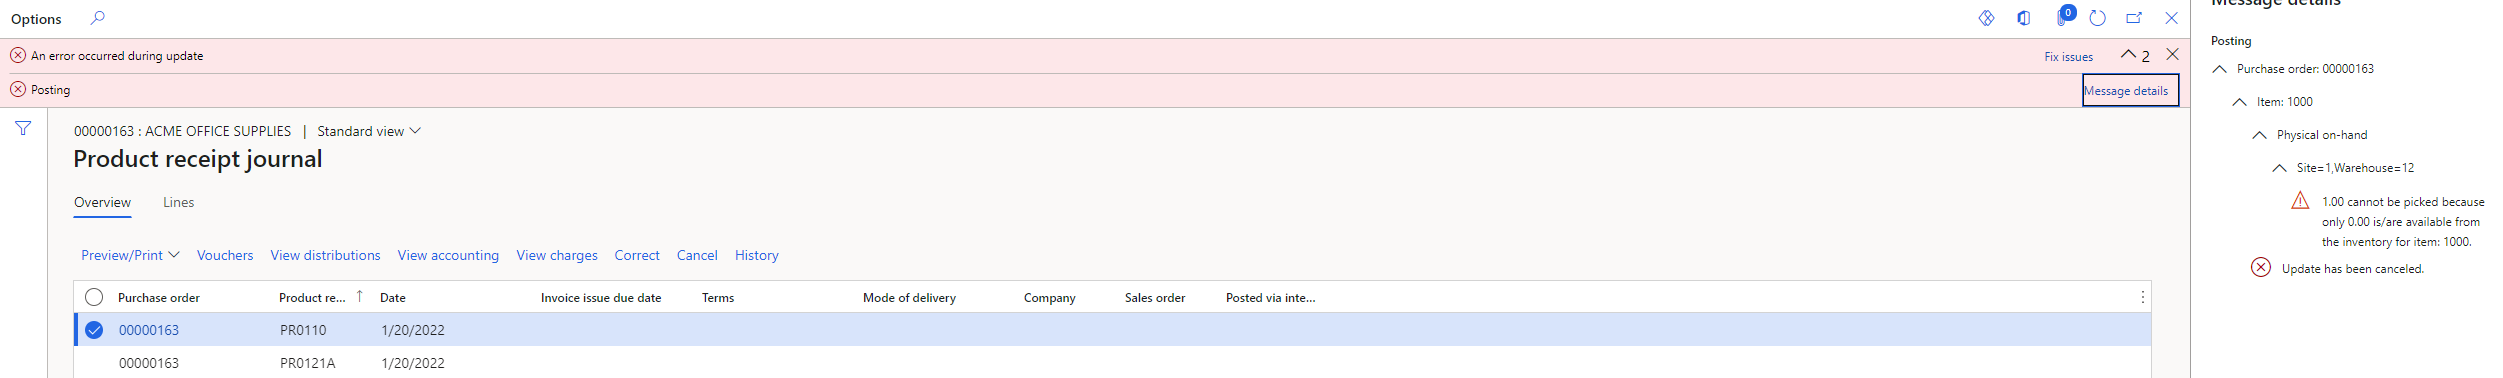 Options
0
An error occurred during update
Fix issues
2
Posting
Message details
00000163 : ACME OFFICE SUPPLIES | Standard view
Product receipt journal
Overview Lines
Preview/Print Vouchers View distributions View accounting View charges Correct Cancel History
Purchase order Product re... Date Invoice issue due date Terms Mode of delivery Company Sales order Posted via inte...
00000163 PR0110 1/20/2022
00000163 PR0121A 1/20/2022
Message details
Posting
Purchase order: 00000163
Item: 1000
Physical on-hand
Site=1,Warehouse=12
1.00 cannot be picked because
only 0.00 is/are available from
the inventory for item: 1000.
Update has been canceled.